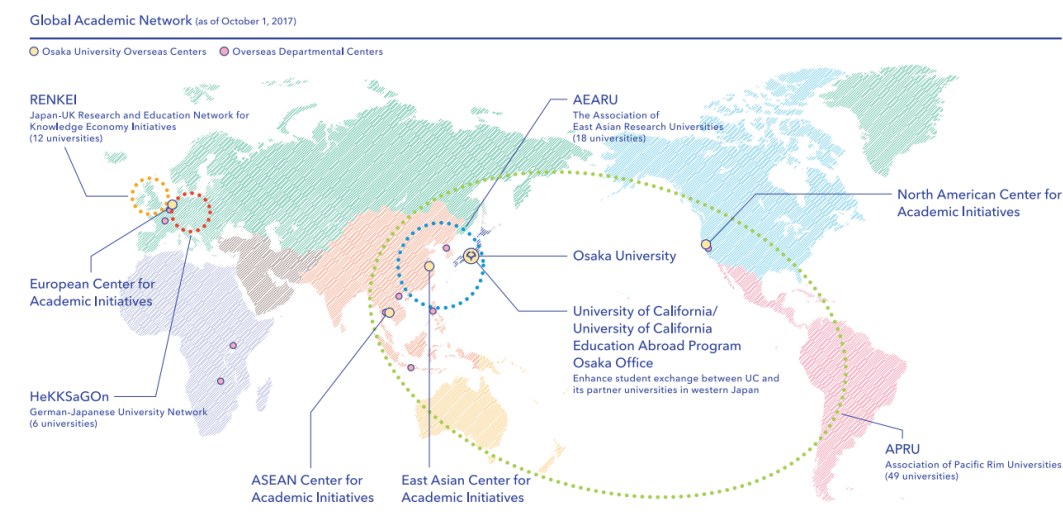 Global Academic Network (as of October 1, 2017)
Osaka University Overseas Centers
Overseas Departmental Centers
RENKEI
Japan-UK Research and Education Network for
Knowledge Economy Initiatives
(12 universities)
AEARU
The Association of
East Asian Research Universities
(18 universities)
North American Center for
Academic Initiatives
Osaka University
European Center for
Academic Initiatives
University of California/
University of California
Education Abroad Program
Osaka Office
Enhance student exchange between UC and
its partner universities in western Japan
HeKKSaGOn
German-Japanese University Network
(6 universities)
APRU
Association of Pacific Rim Universities
(49 universities)
ASEAN Center for
Academic Initiatives
East Asian Center for
Academic Initiatives